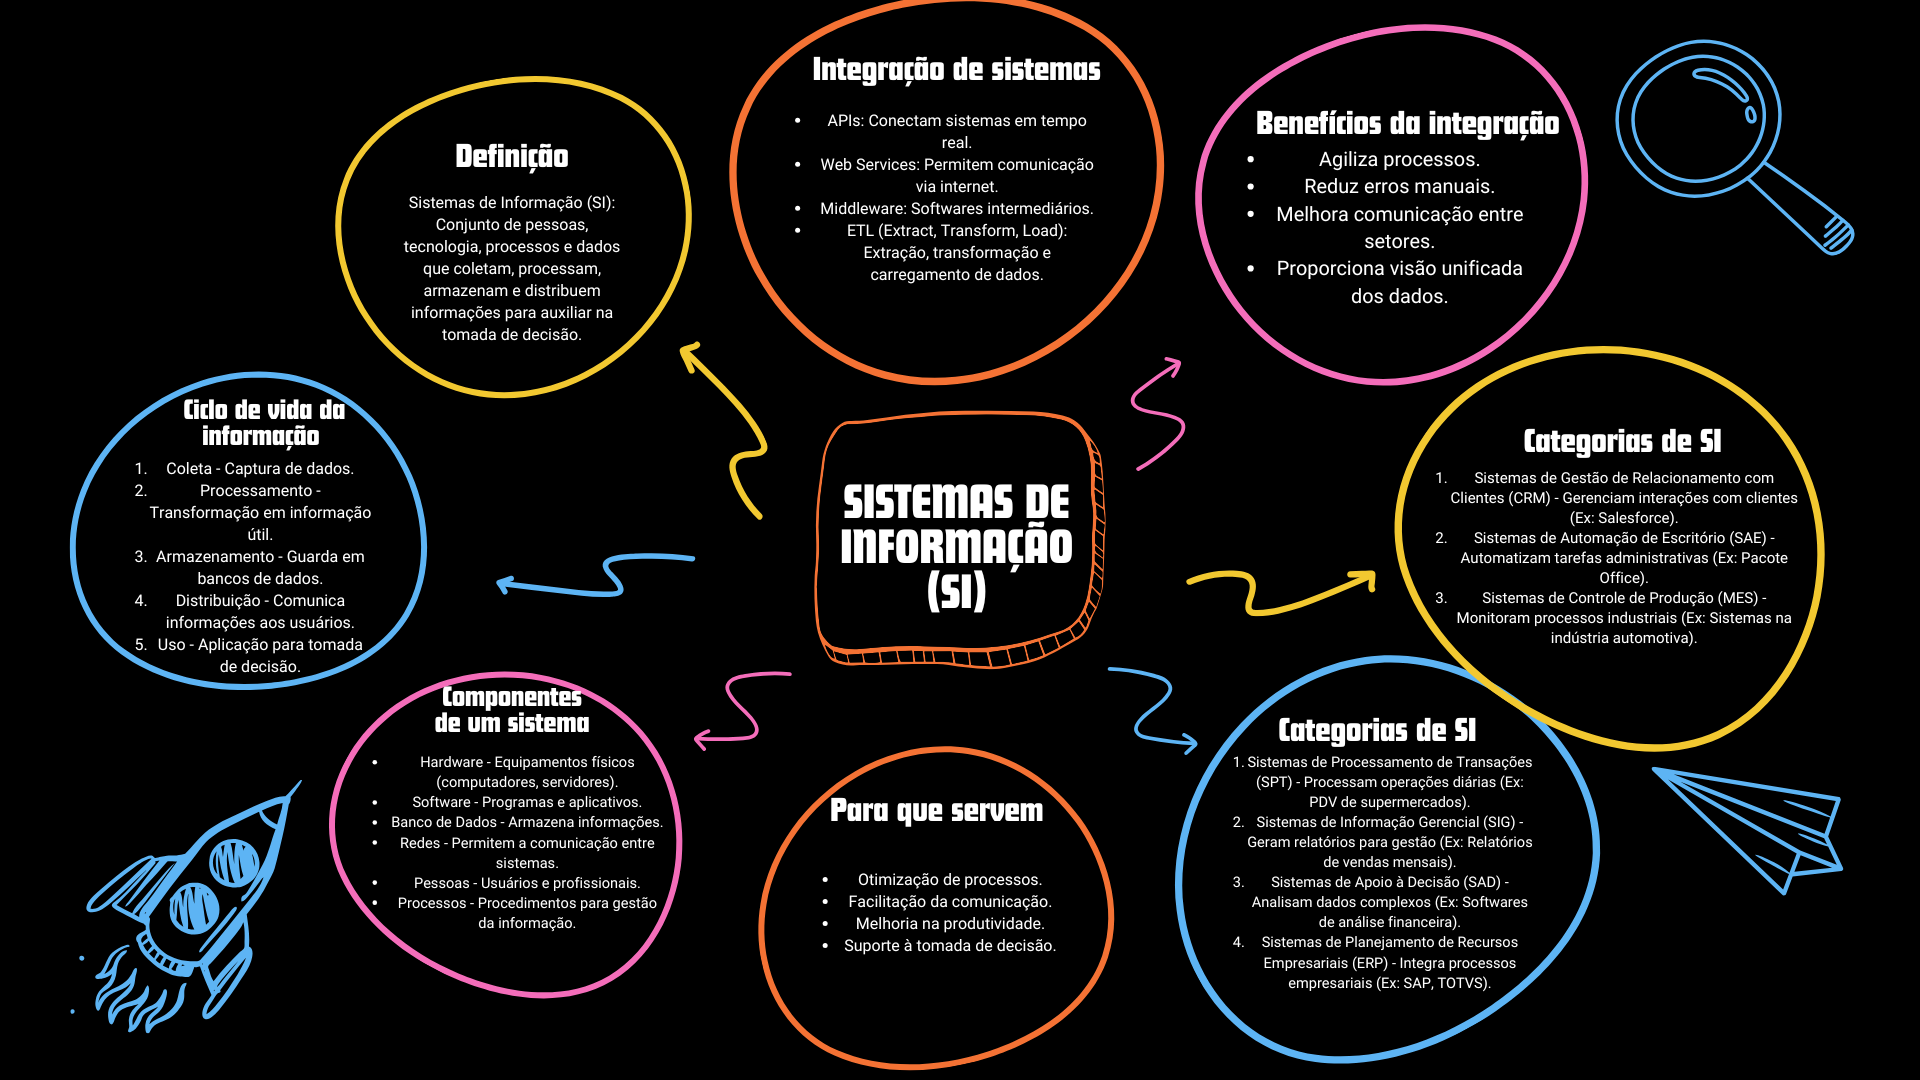 Integração de sistemas
• APIs: Conectam sistemas em tempo
real.
• Web Services: Permitem comunicação
via internet.
• Middleware: Softwares intermediários.
• ETL (Extract, Transform, Load):
Extração, transformação e
carregamento de dados.
Benefícios da integração
• Agiliza processos.
• Reduz erros manuais.
• Melhora comunicação entre
setores.
• Proporciona visão unificada
dos dados.
Definição
Sistemas de Informação (SI):
Conjunto de pessoas,
tecnologia, processos e dados
que coletam, processam,
armazenam e distribuem
informações para auxiliar na
tomada de decisão.
Ciclo de vida da
informação
1. Coleta - Captura de dados.
2. Processamento -
Transformação em informação
útil.
3. Armazenamento - Guarda em
bancos de dados.
4. Distribuição - Comunica
informações aos usuários.
5. Uso - Aplicação para tomada
de decisão.
SISTEMAS DE
INFORMAÇÃO
(SI)
Categorias de SI
1. Sistemas de Gestão de Relacionamento com
Clientes (CRM) - Gerenciam interações com clientes
(Ex: Salesforce).
2. Sistemas de Automação de Escritório (SAE) -
Automatizam tarefas administrativas (Ex: Pacote
Office).
3. Sistemas de Controle de Produção (MES) -
Monitoram processos industriais (Ex: Sistemas na
indústria automotiva).
Componentes
de um sistema
• Hardware - Equipamentos físicos
(computadores, servidores).
• Software - Programas e aplicativos.
• Banco de Dados - Armazena informações.
• Redes - Permitem a comunicação entre
sistemas.
• Pessoas - Usuários e profissionais.
• Processos - Procedimentos para gestão
da informação.
Para que servem
• Otimização de processos.
• Facilitação da comunicação.
• Melhoria na produtividade.
• Suporte à tomada de decisão.
Categorias de SI
1. Sistemas de Processamento de Transações
(SPT) - Processam operações diárias (Ex:
PDV de supermercados).
2. Sistemas de Informação Gerencial (SIG) -
Geram relatórios para gestão (Ex: Relatórios
de vendas mensais).
3. Sistemas de Apoio à Decisão (SAD) -
Analisam dados complexos (Ex: Softwares
de análise financeira).
4. Sistemas de Planejamento de Recursos
Empresariais (ERP) - Integra processos
empresariais (Ex: SAP, TOTVS).